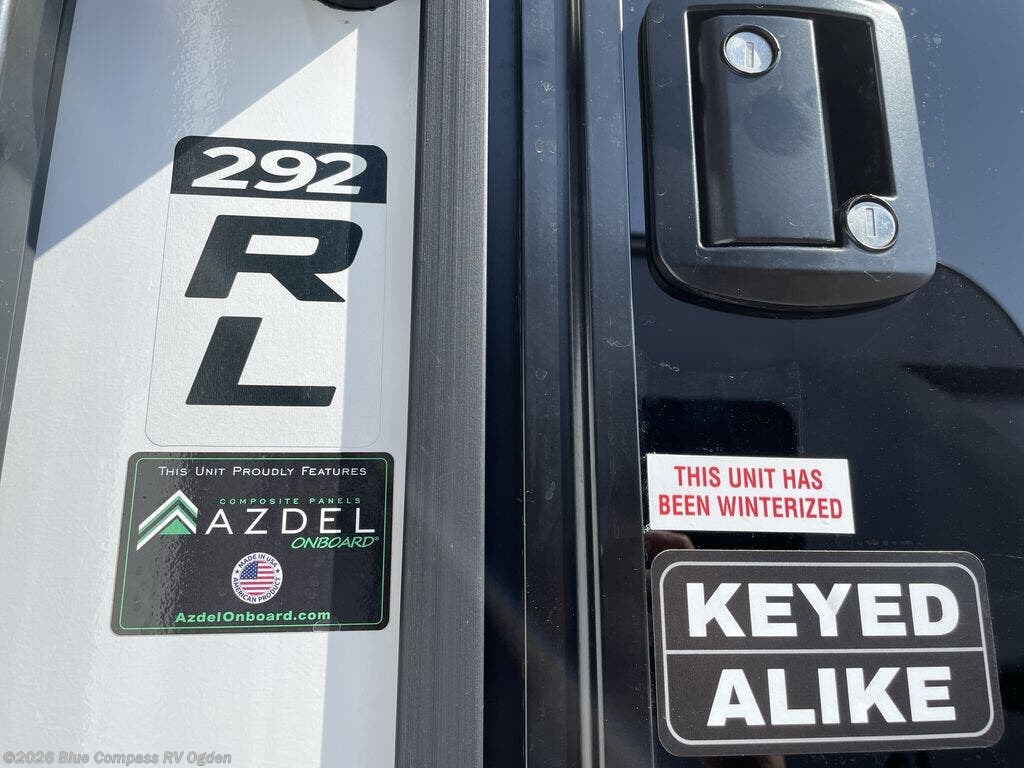 292
R
L
THIS UNIT PROUDLY FEATURES
COMPOSITE PANELS
AZDEL
ONBOARD®
MADE IN USA
AMERICAN PRODUCT
AzdelOnboard.com
THIS UNIT HAS
BEEN WINTERIZED
KEYED
ALIKE
©2026 Blue Compass RV Ogden